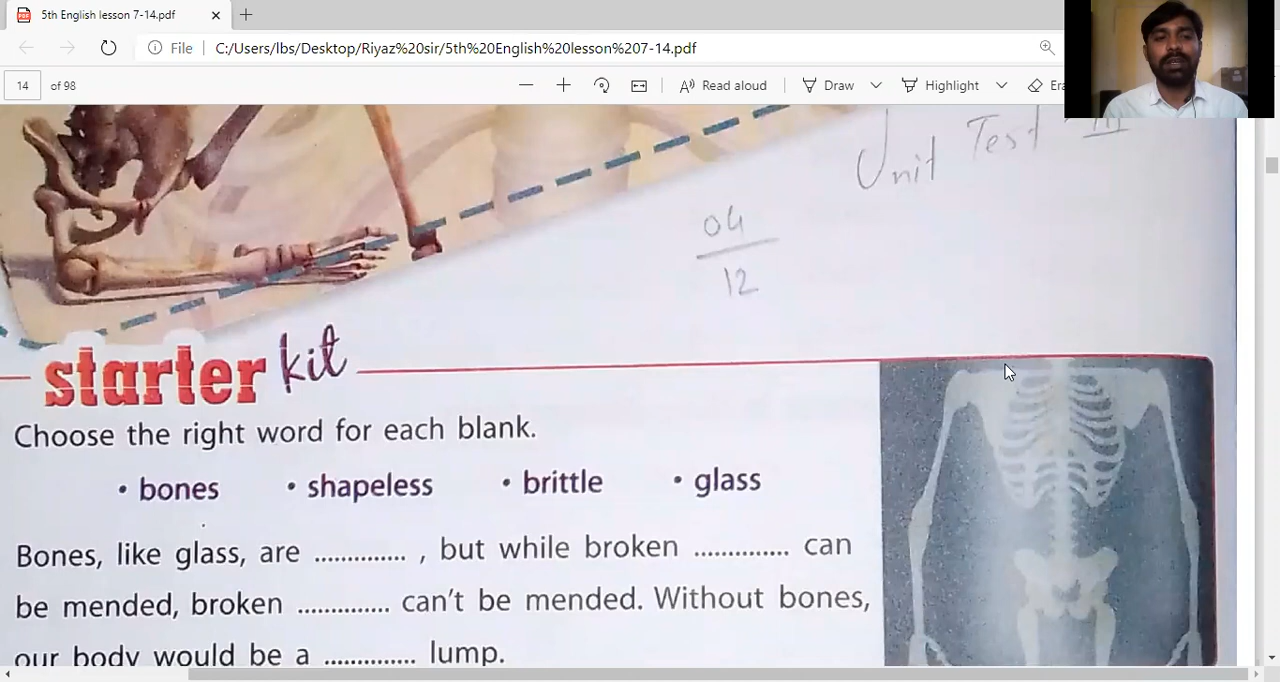 5th English lesson 7-14.pdf
File C:/Users/lbs/Desktop/Riyaz%20sir/5th%20English%20lesson%207-14.pdf
14 of 98 Read aloud Draw Highlight
Unit Test III
04
12
starter kit
Choose the right word for each blank.
• bones • shapeless • brittle • glass
Bones, like glass, are .............. , but while broken .............. can
be mended, broken .............. can't be mended. Without bones,
our body would be a .............. lump.